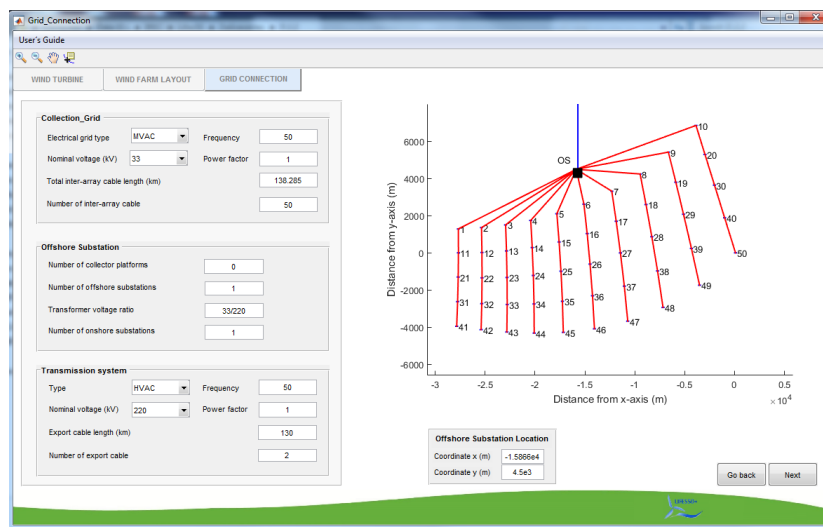 Grid_Connection
User's Guide
WIND TURBINE WIND FARM LAYOUT GRID CONNECTION
Collection_Grid
Electrical grid type MVAC Frequency 50
Nominal voltage (kV) 33 Power factor 1
Total inter-array cable length (km) 138.285
Number of inter-array cable 50
Offshore Substation
Number of collector platforms 0
Number of offshore substations 1
Transformer voltage ratio 33/220
Number of onshore substations 1
Transmission system
Type HVAC Frequency 50
Nominal voltage (kV) 220 Power factor 1
Export cable length (km) 130
Number of export cable 2
Distance from y-axis (m)
6000
4000
2000
0
-2000
-4000
-6000
OS
10
9 20
8 19 30
7 18 29 40
6 17 28 39 50
5 16 27 38 49
4 15 26 37 48
3 14 25 36 47
2 13 24 35 46
1 12 23 34 45
11 22 33 44
21 32 43
31 42
41
-3 -2.5 -2 -1.5 -1 -0.5 0 0.5
Distance from x-axis (m)
× 10⁴
Offshore Substation Location
Coordinate x (m) -1.5866e4
Coordinate y (m) 4.5e3
Go back Next